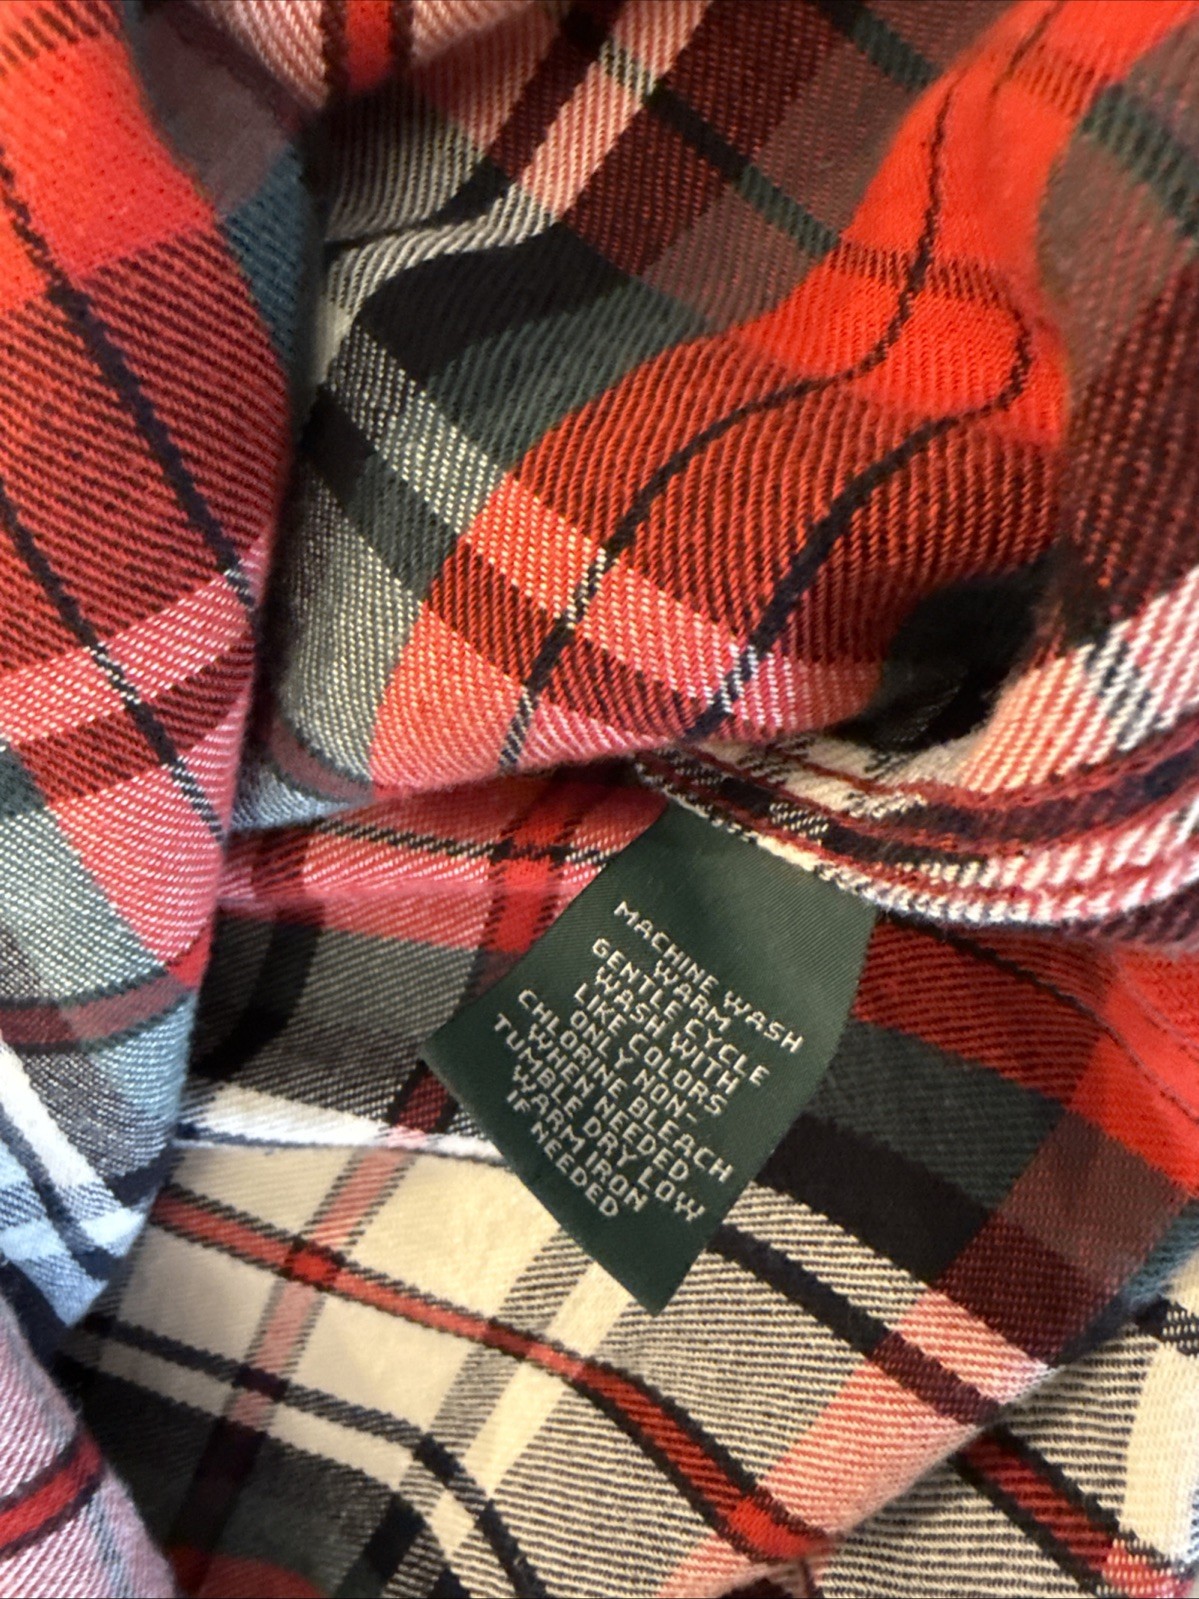 MACHINE WASH
WARM
GENTLE CYCLE
WASH WITH
LIKE COLORS
ONLY NON-
CHLORINE BLEACH
WHEN NEEDED
TUMBLE DRY LOW
WARM IRON
IF
NEEDED